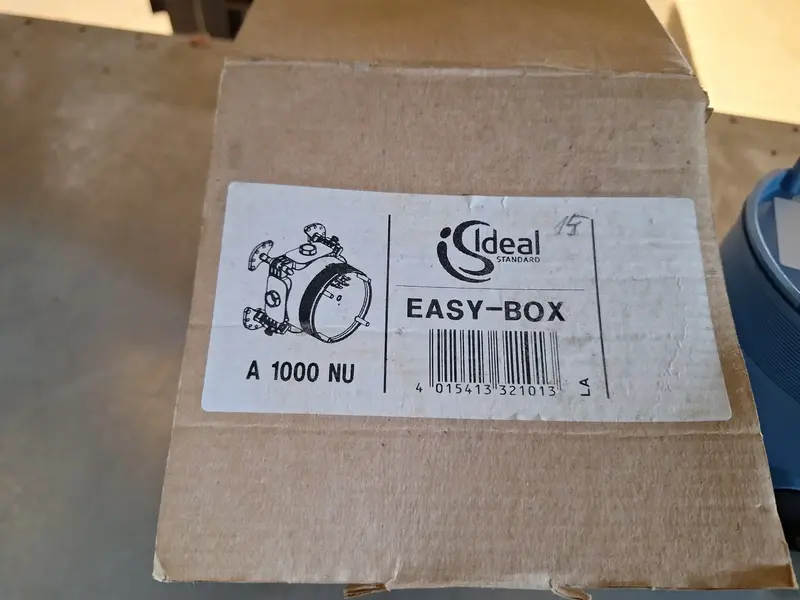 15
Ideal
STANDARD
EASY-BOX
A 1000 NU
4 015413 321013
LA